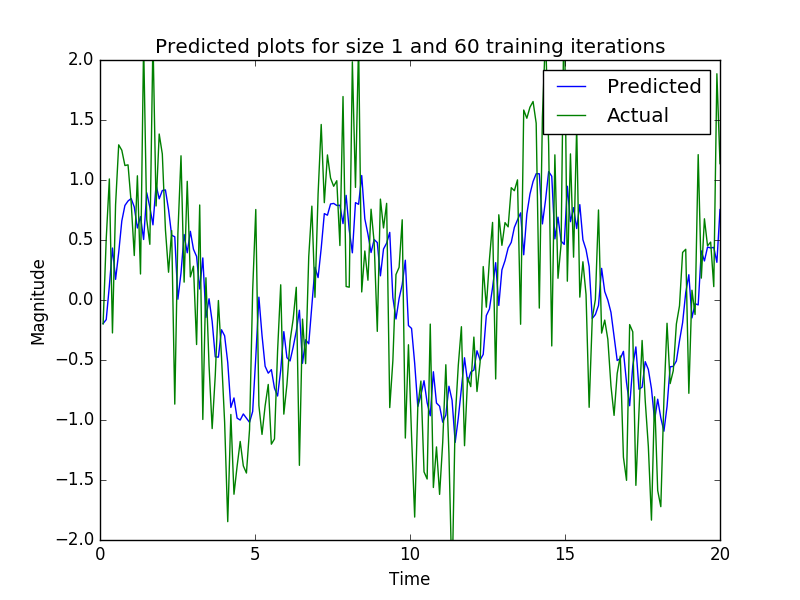 Predicted plots for size 1 and 60 training iterations
2.0
1.5
1.0
0.5
0.0
−0.5
−1.0
−1.5
−2.0
Magnitude
Predicted
Actual
0 5 10 15 20
Time